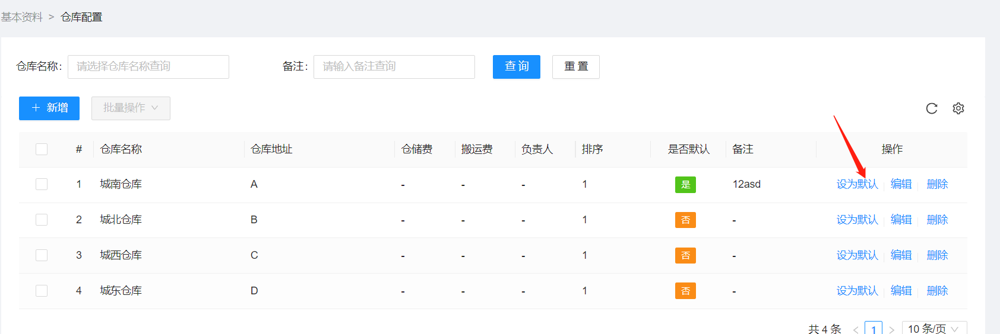 基本资料 > 仓库配置
仓库名称: 请选择仓库名称查询 备注: 请输入备注查询 查询 重置
+ 新增 批量操作
# 仓库名称 仓库地址 仓储费 搬运费 负责人 排序 是否默认 备注 操作
1 城南仓库 A - - - 1 是 12asd 设为默认 编辑 删除
2 城北仓库 B - - - 1 否 - 设为默认 编辑 删除
3 城西仓库 C - - - 1 否 - 设为默认 编辑 删除
4 城东仓库 D - - - 1 否 - 设为默认 编辑 删除
共 4 条 < 1 > 10 条/页